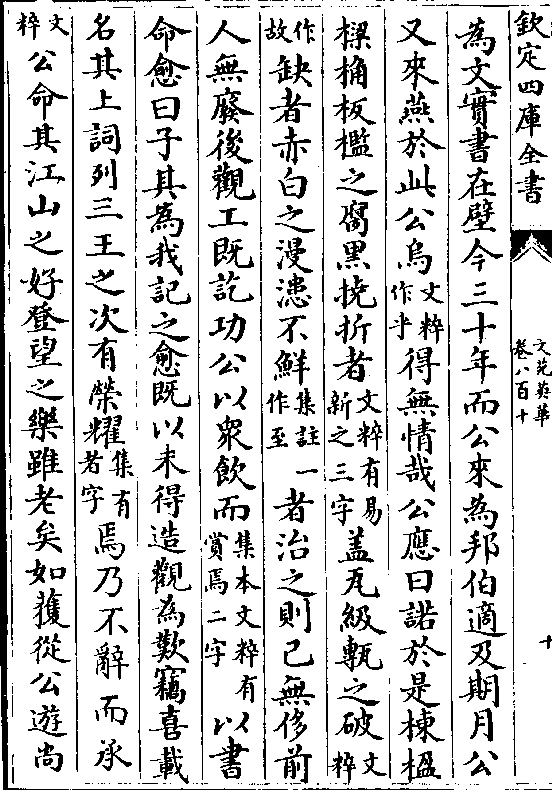 欽定四庫全書
文苑英華
卷八百十
十
為文實書在壁今三十年而公來為邦伯適及期月公
又來燕於此公烏文粹作乎得無情哉公應曰諾於是棟楹
樑桷板檻之腐黑撓折者文粹有易新之三字蓋瓦級甎之破文粹
作故缺者赤白之漫漶不鮮集註作至一者治之則已無侈前
人無廢後觀工既訖功公以衆飲而集本文粹有賞焉二字以書
命愈曰子其為我記之愈既以未得造觀為歎竊喜載
名其上詞列三王之次有榮耀集有者字焉乃不辭而承
文粹公命其江山之好登望之樂雖老矣如獲從公遊尚